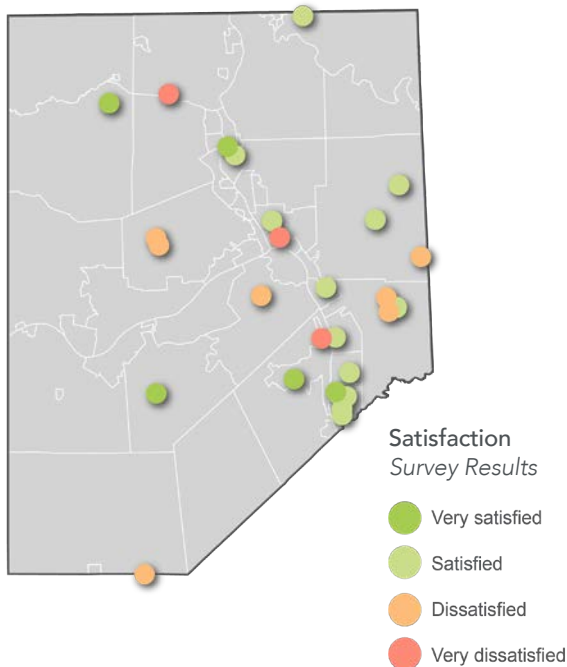 Satisfaction
Survey Results
Very satisfied
Satisfied
Dissatisfied
Very dissatisfied